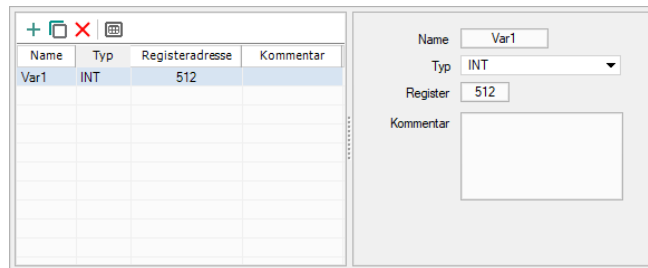 Name Typ Registeradresse Kommentar
Var1 INT 512
Name Var1
Typ INT
Register 512
Kommentar